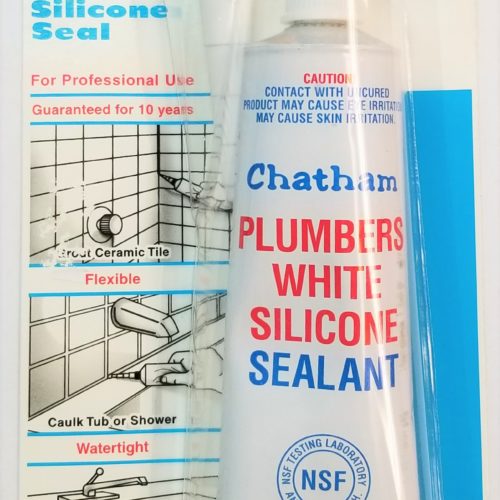 Silicone
Seal
For Professional Use
Guaranteed for 10 years
Grout Ceramic Tile
Flexible
Caulk Tub or Shower
Watertight
CAUTION
CONTACT WITH UNCURED
PRODUCT MAY CAUSE EYE IRRITATION
MAY CAUSE SKIN IRRITATION.
Chatham
PLUMBERS
WHITE
SILICONE
SEALANT
NSF TESTING LABORATORY
NSF